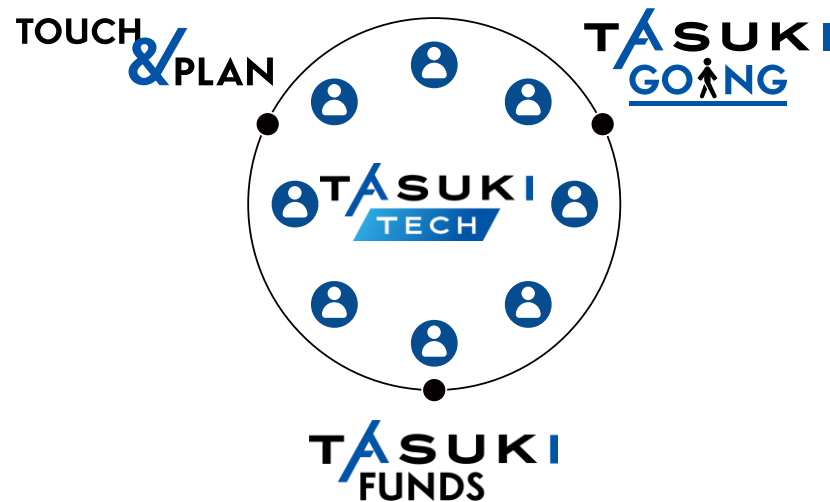 TOUCH
&PLAN
TASUKI
GOING
TASUKI
TECH
TASUKI
FUNDS